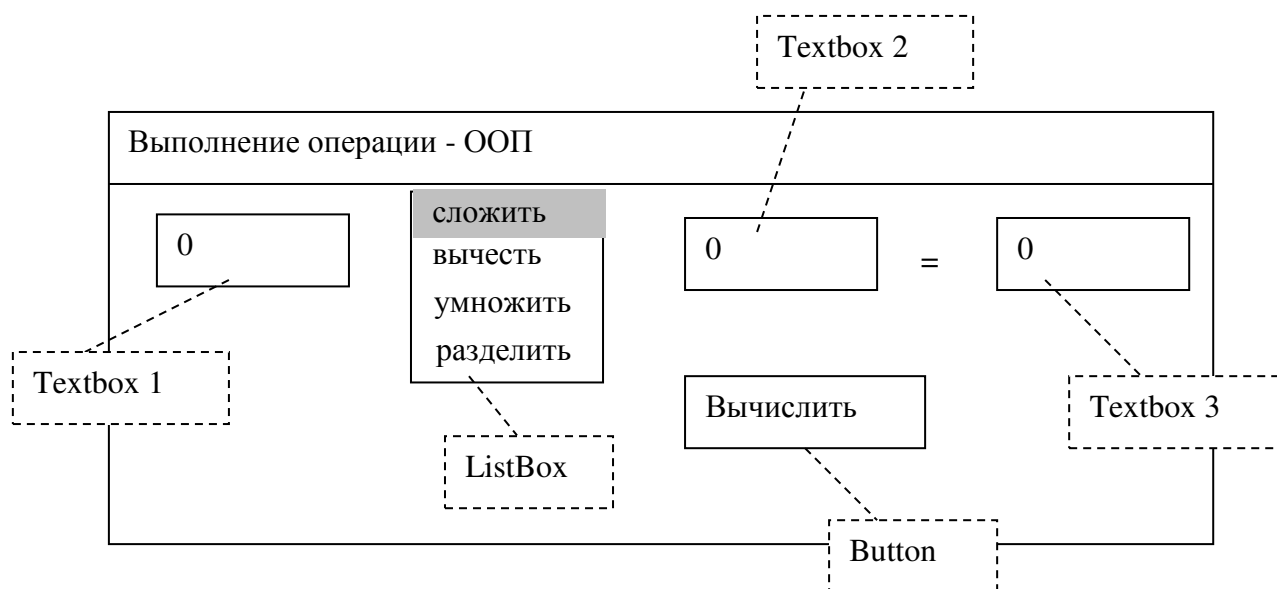 Textbox 2
Выполнение операции - ООП
0
сложить
вычесть
умножить
разделить
0
=
0
Textbox 1
ListBox
Вычислить
Textbox 3
Button